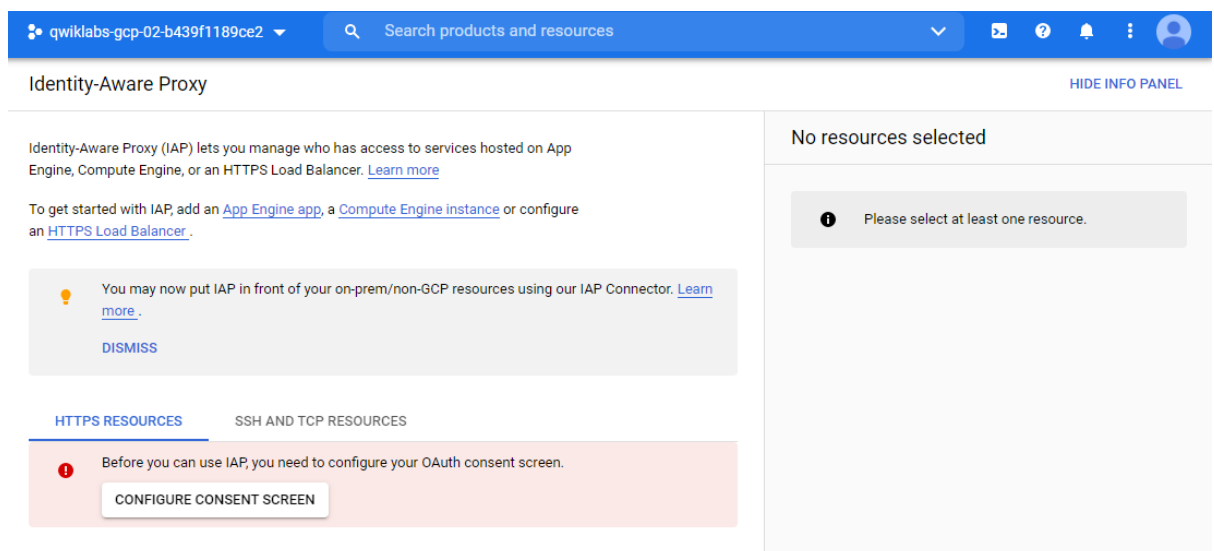 qwiklabs-gcp-02-b439f1189ce2
Search products and resources
Identity-Aware Proxy
HIDE INFO PANEL
Identity-Aware Proxy (IAP) lets you manage who has access to services hosted on App
Engine, Compute Engine, or an HTTPS Load Balancer. Learn more
To get started with IAP, add an App Engine app, a Compute Engine instance or configure
an HTTPS Load Balancer .
You may now put IAP in front of your on-prem/non-GCP resources using our IAP Connector. Learn
more .
DISMISS
HTTPS RESOURCES
SSH AND TCP RESOURCES
Before you can use IAP, you need to configure your OAuth consent screen.
CONFIGURE CONSENT SCREEN
No resources selected
Please select at least one resource.